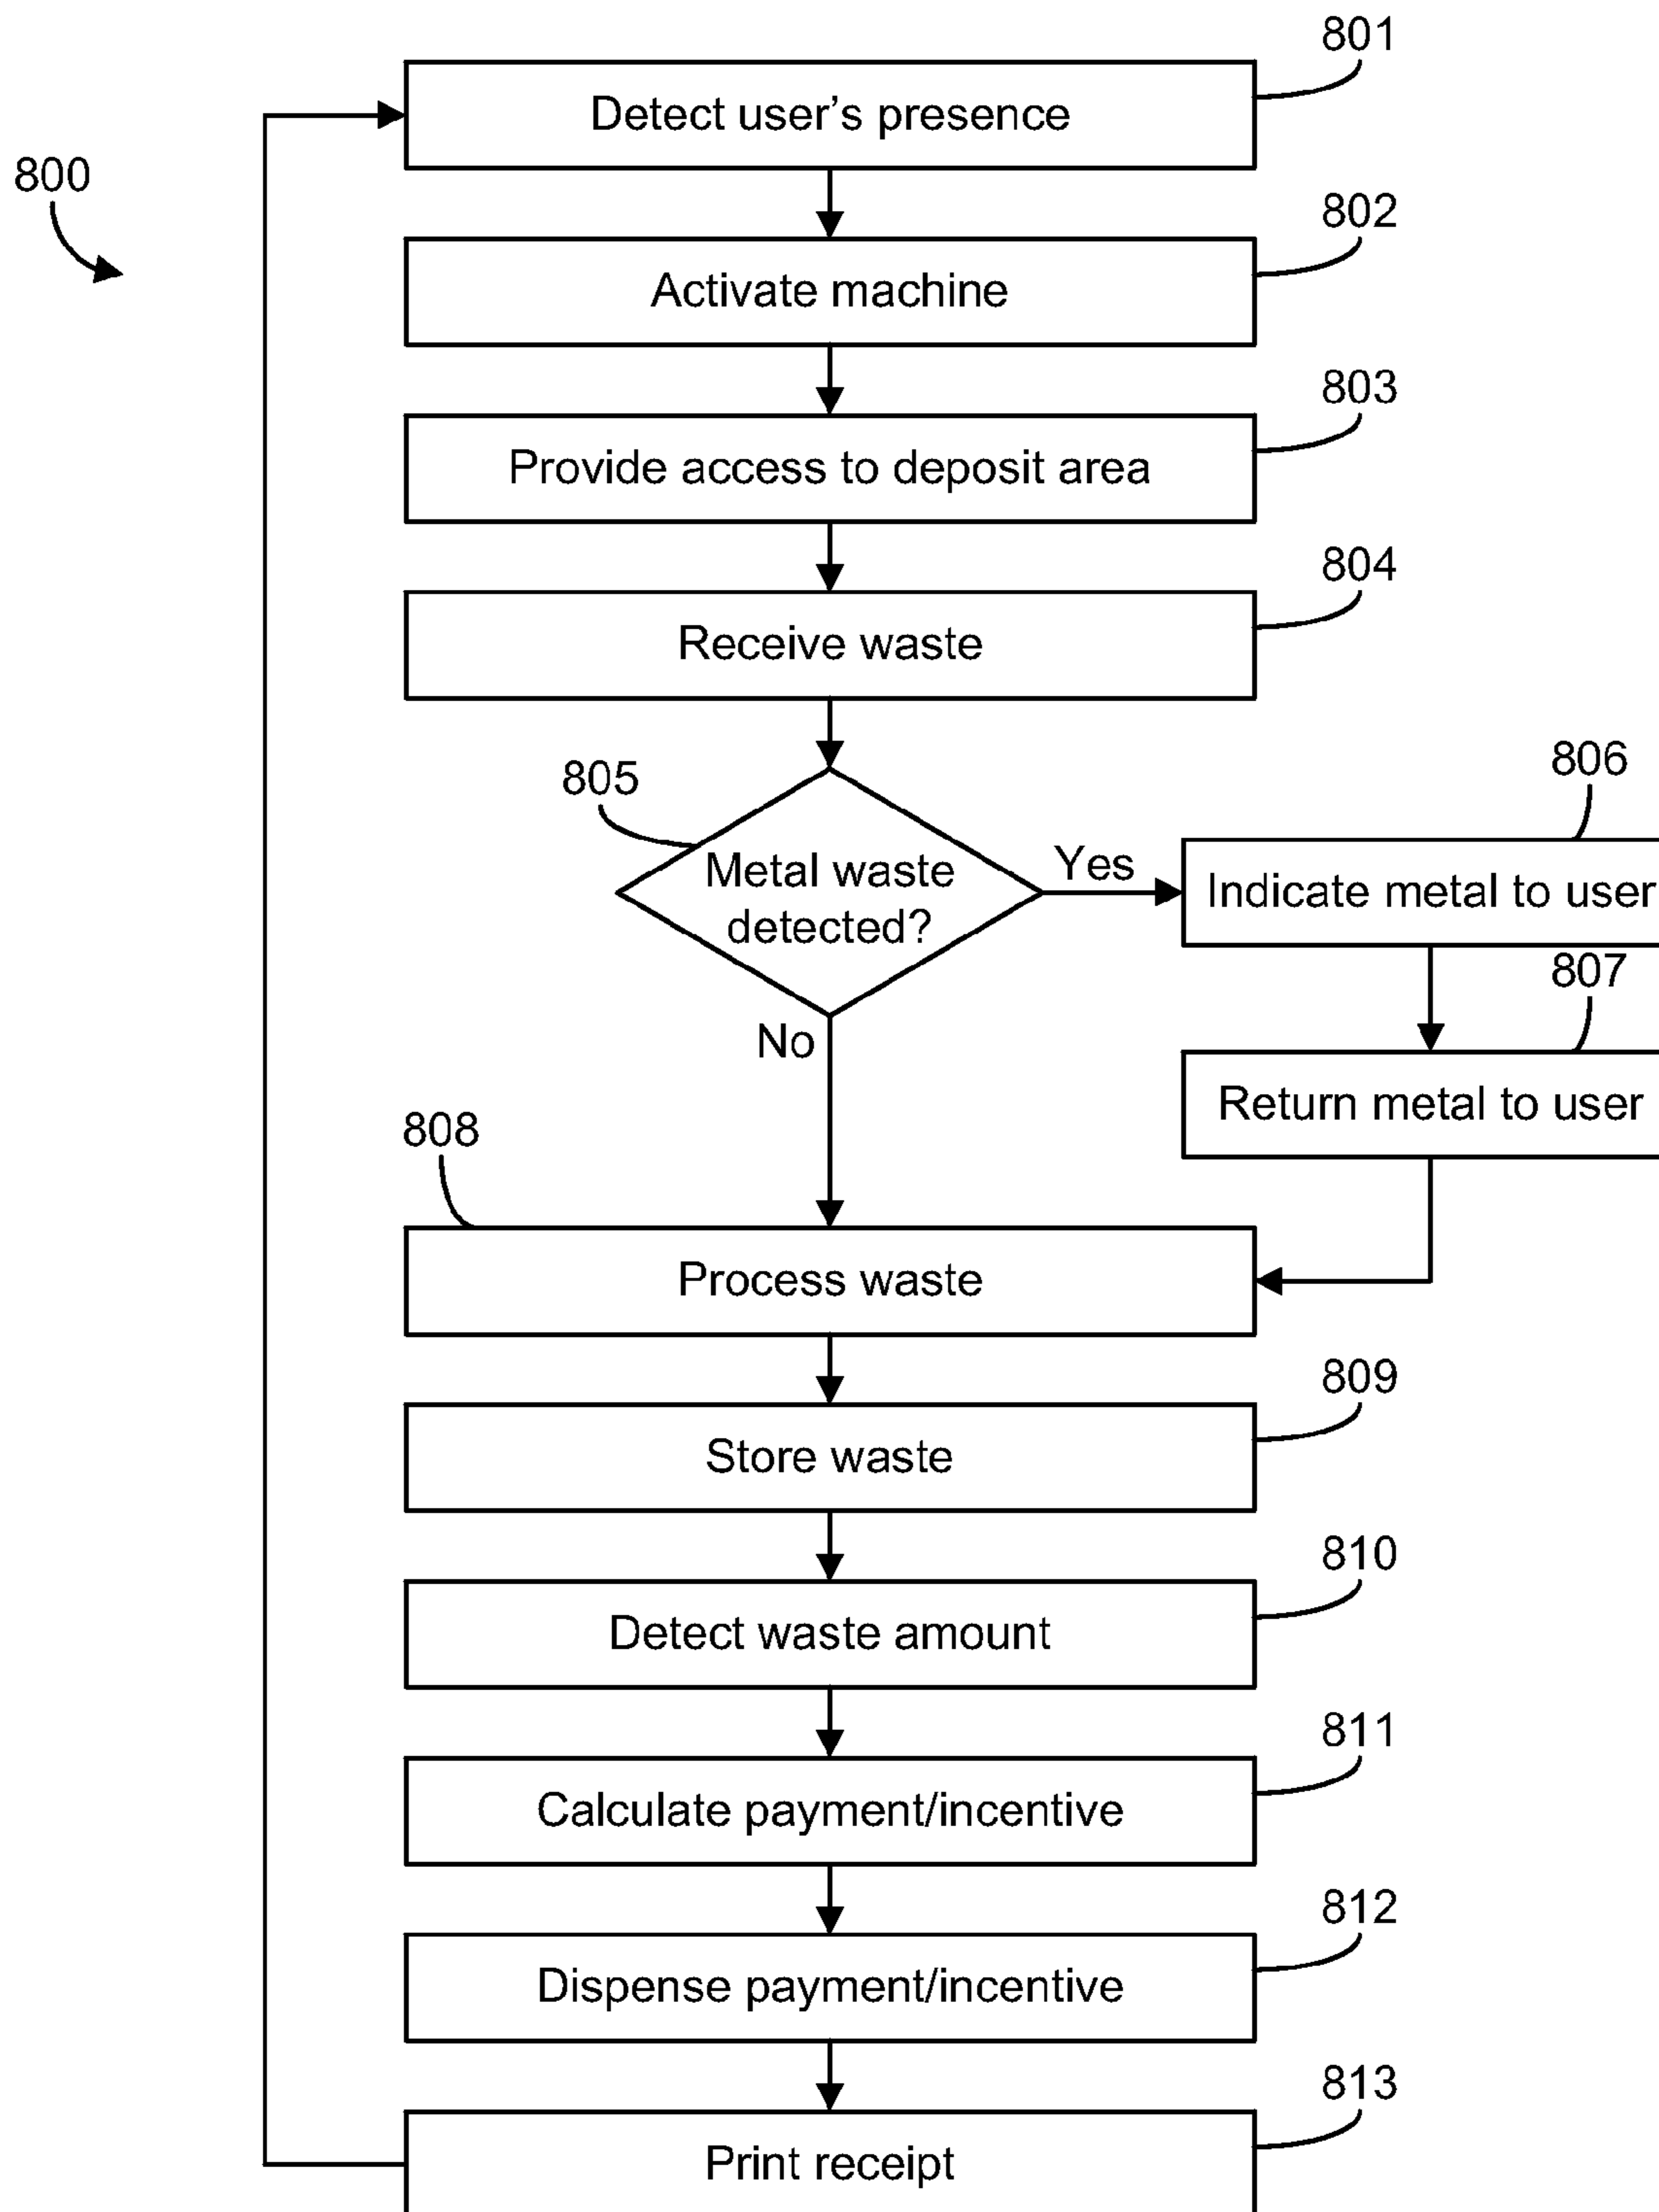 801
Detect user’s presence
800
802
Activate machine
803
Provide access to deposit area
804
Receive waste
805
806
Metal waste
detected?
Yes
Indicate metal to user
807
No
Return metal to user
808
Process waste
809
Store waste
810
Detect waste amount
811
Calculate payment/incentive
812
Dispense payment/incentive
813
Print receipt